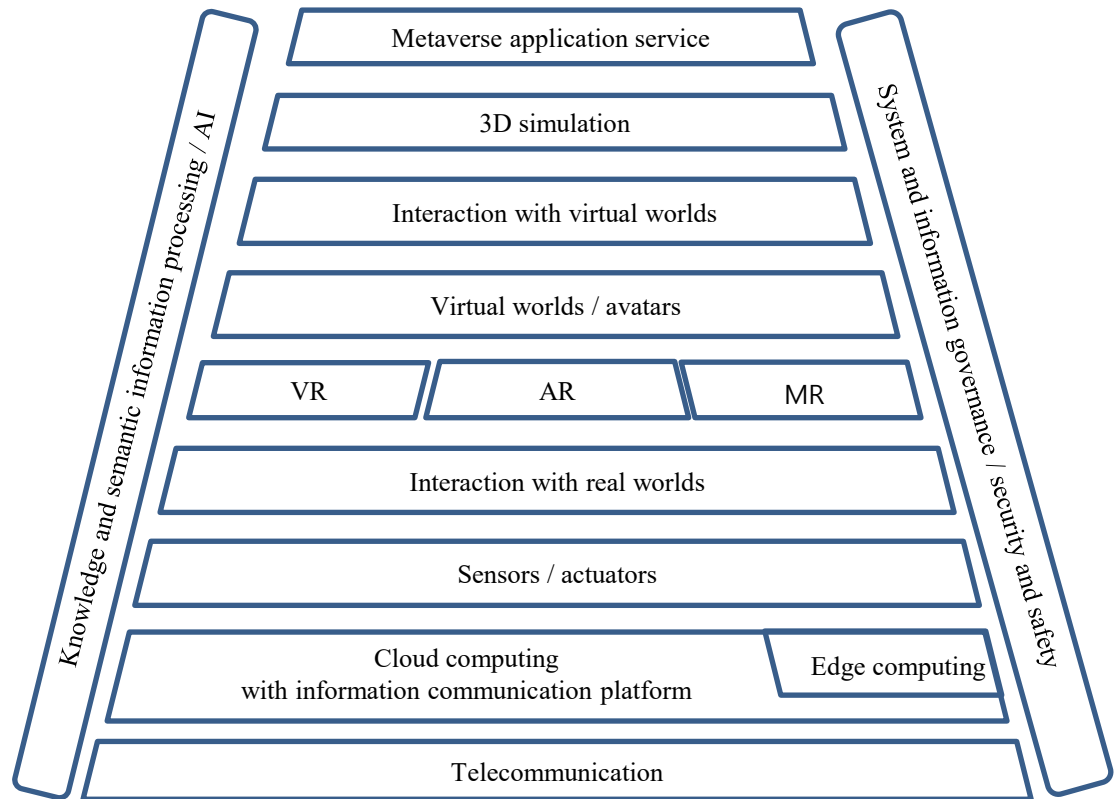 Metaverse application service
3D simulation
Interaction with virtual worlds
Virtual worlds / avatars
VR
AR
MR
Interaction with real worlds
Sensors / actuators
Cloud computing
with information communication platform
Edge computing
Telecommunication
Knowledge and semantic information processing / AI
System and information governance / security and safety